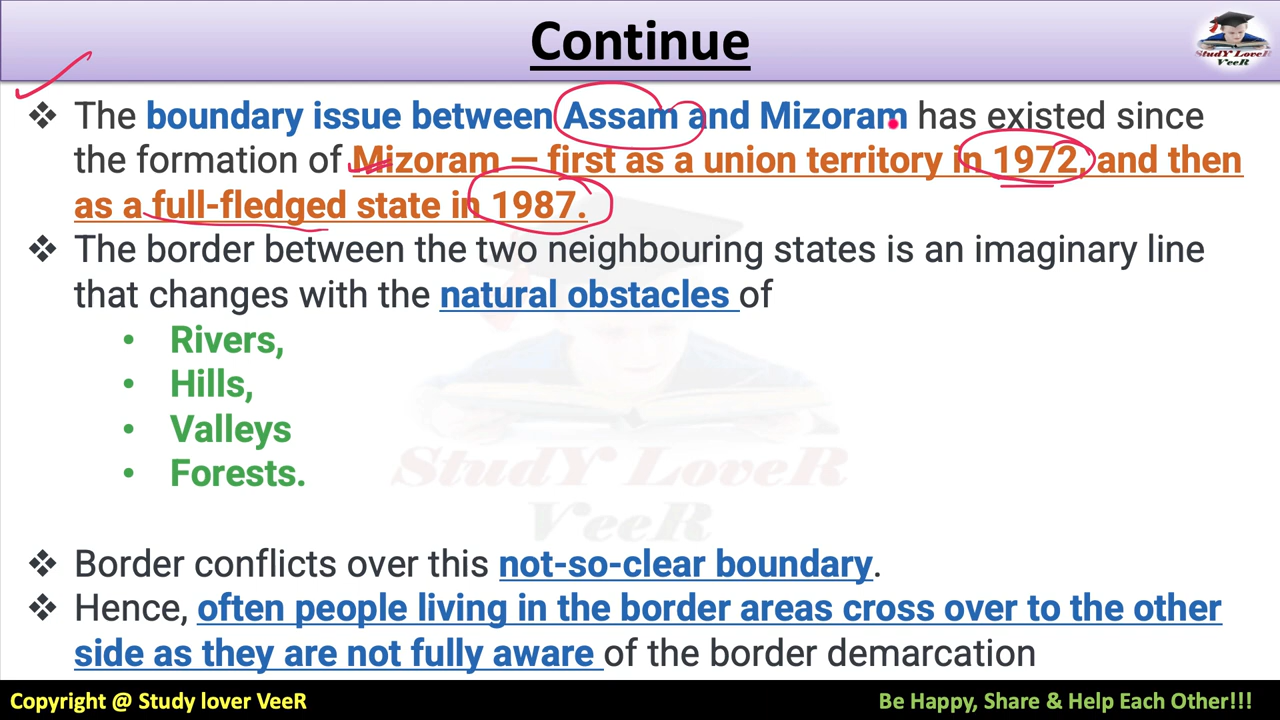 Continue
StudY LoveR
VeeR
❖ The boundary issue between Assam and Mizoram has existed since
the formation of Mizoram — first as a union territory in 1972, and then
as a full-fledged state in 1987.
❖ The border between the two neighbouring states is an imaginary line
that changes with the natural obstacles of
• Rivers,
• Hills,
• Valleys
• Forests.
StudY LoveR
VeeR
❖ Border conflicts over this not-so-clear boundary.
❖ Hence, often people living in the border areas cross over to the other
side as they are not fully aware of the border demarcation
Copyright @ Study lover VeeR
Be Happy, Share & Help Each Other!!!